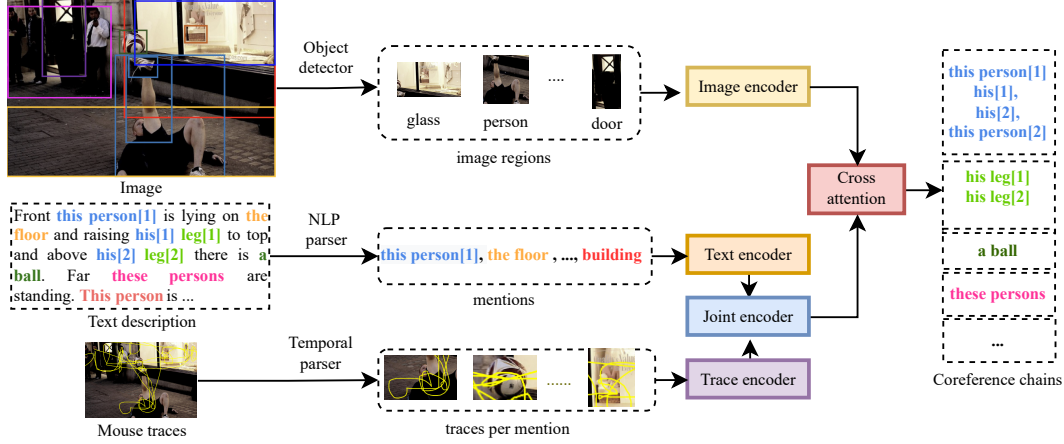 Image
Front this person[1] is lying on the
floor and raising his[1] leg[1] to top
and above his[2] leg[2] there is a
ball. Far these persons are
standing. This person is ...
Text description
Mouse traces
Object
detector
NLP
parser
Temporal
parser
glass person .... door
image regions
this person[1], the floor , ..., building
mentions
......
traces per mention
Image encoder
Text encoder
Joint encoder
Trace encoder
Cross
attention
this person[1]
his[1],
his[2],
this person[2]
his leg[1]
his leg[2]
a ball
these persons
...
Coreference chains